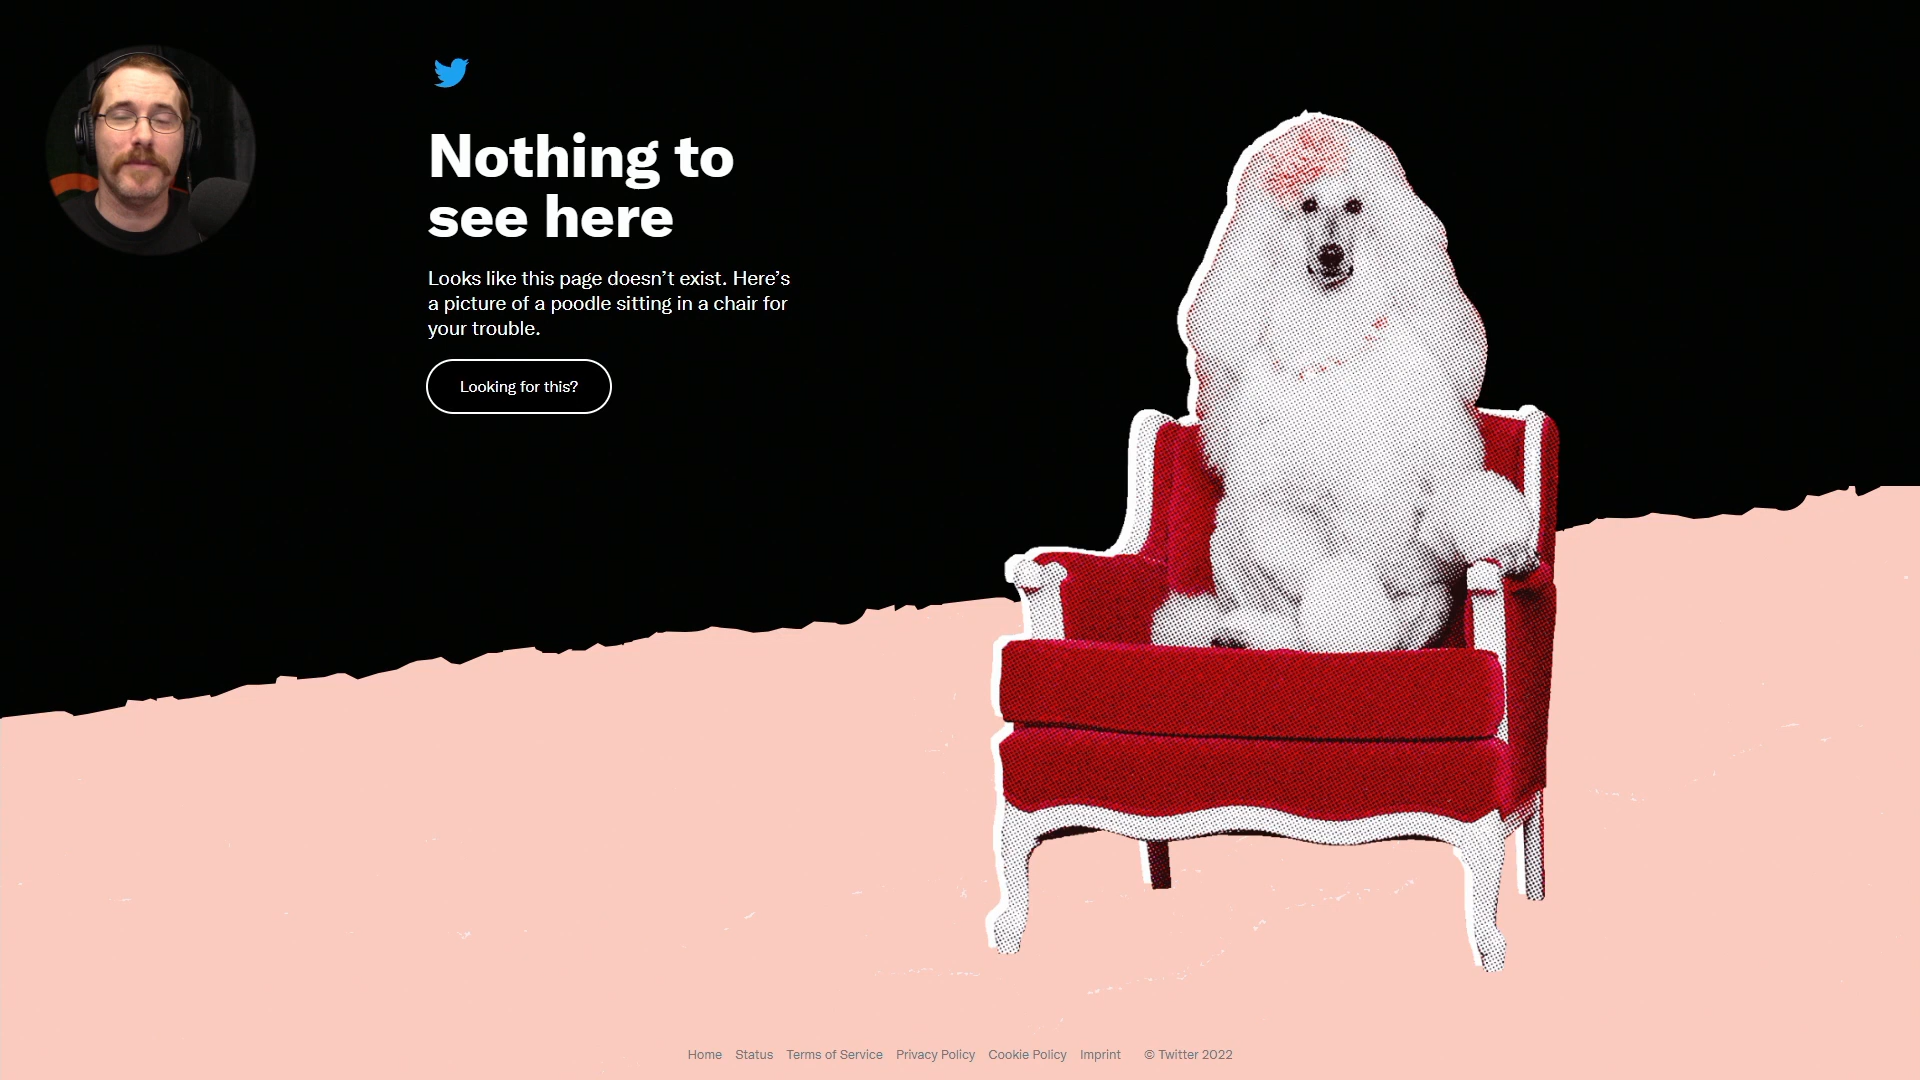 Nothing to
see here
Looks like this page doesn’t exist. Here’s
a picture of a poodle sitting in a chair for
your trouble.
Looking for this?
Home Status Terms of Service Privacy Policy Cookie Policy Imprint © Twitter 2022